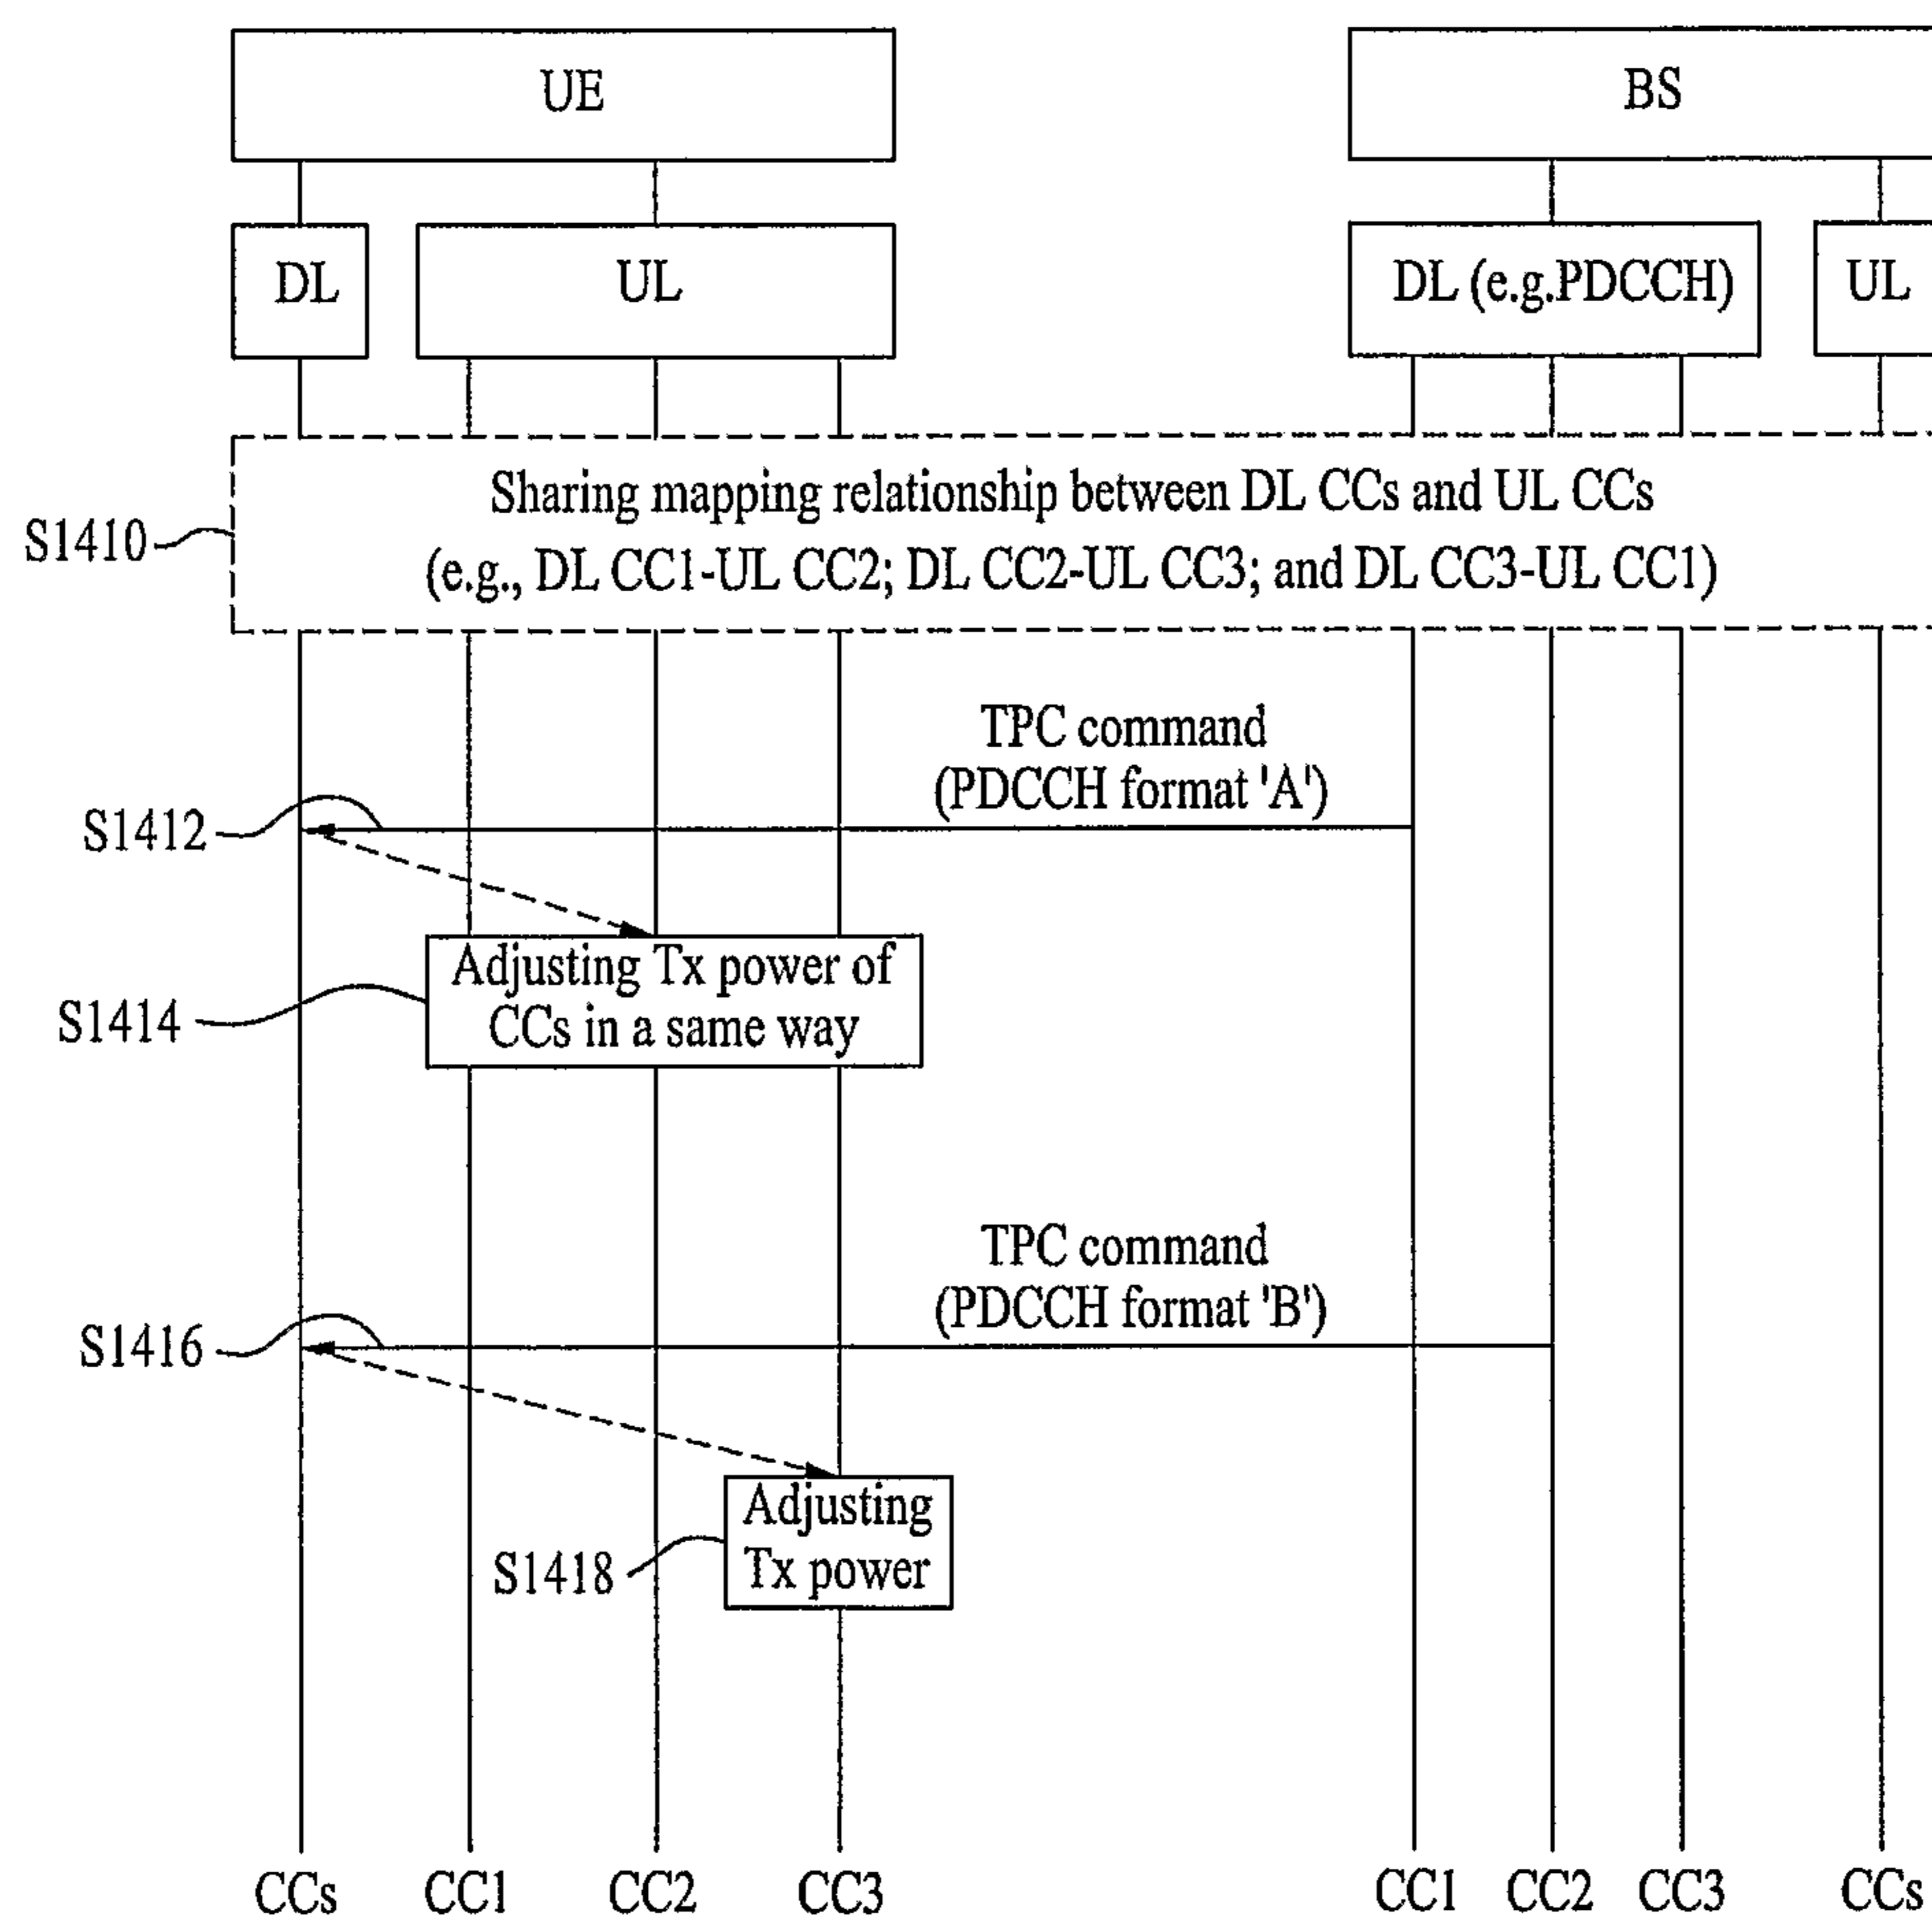 UE
BS
DL
UL
DL (e.g.PDCCH)
UL
Sharing mapping relationship between DL CCs and UL CCs
(e.g., DL CC1-UL CC2; DL CC2-UL CC3; and DL CC3-UL CC1)
S1410
TPC command
(PDCCH format 'A')
S1412
Adjusting Tx power of
CCs in a same way
S1414
TPC command
(PDCCH format 'B')
S1416
Adjusting
Tx power
S1418
CCs
CC1
CC2
CC3
CC1
CC2
CC3
CCs